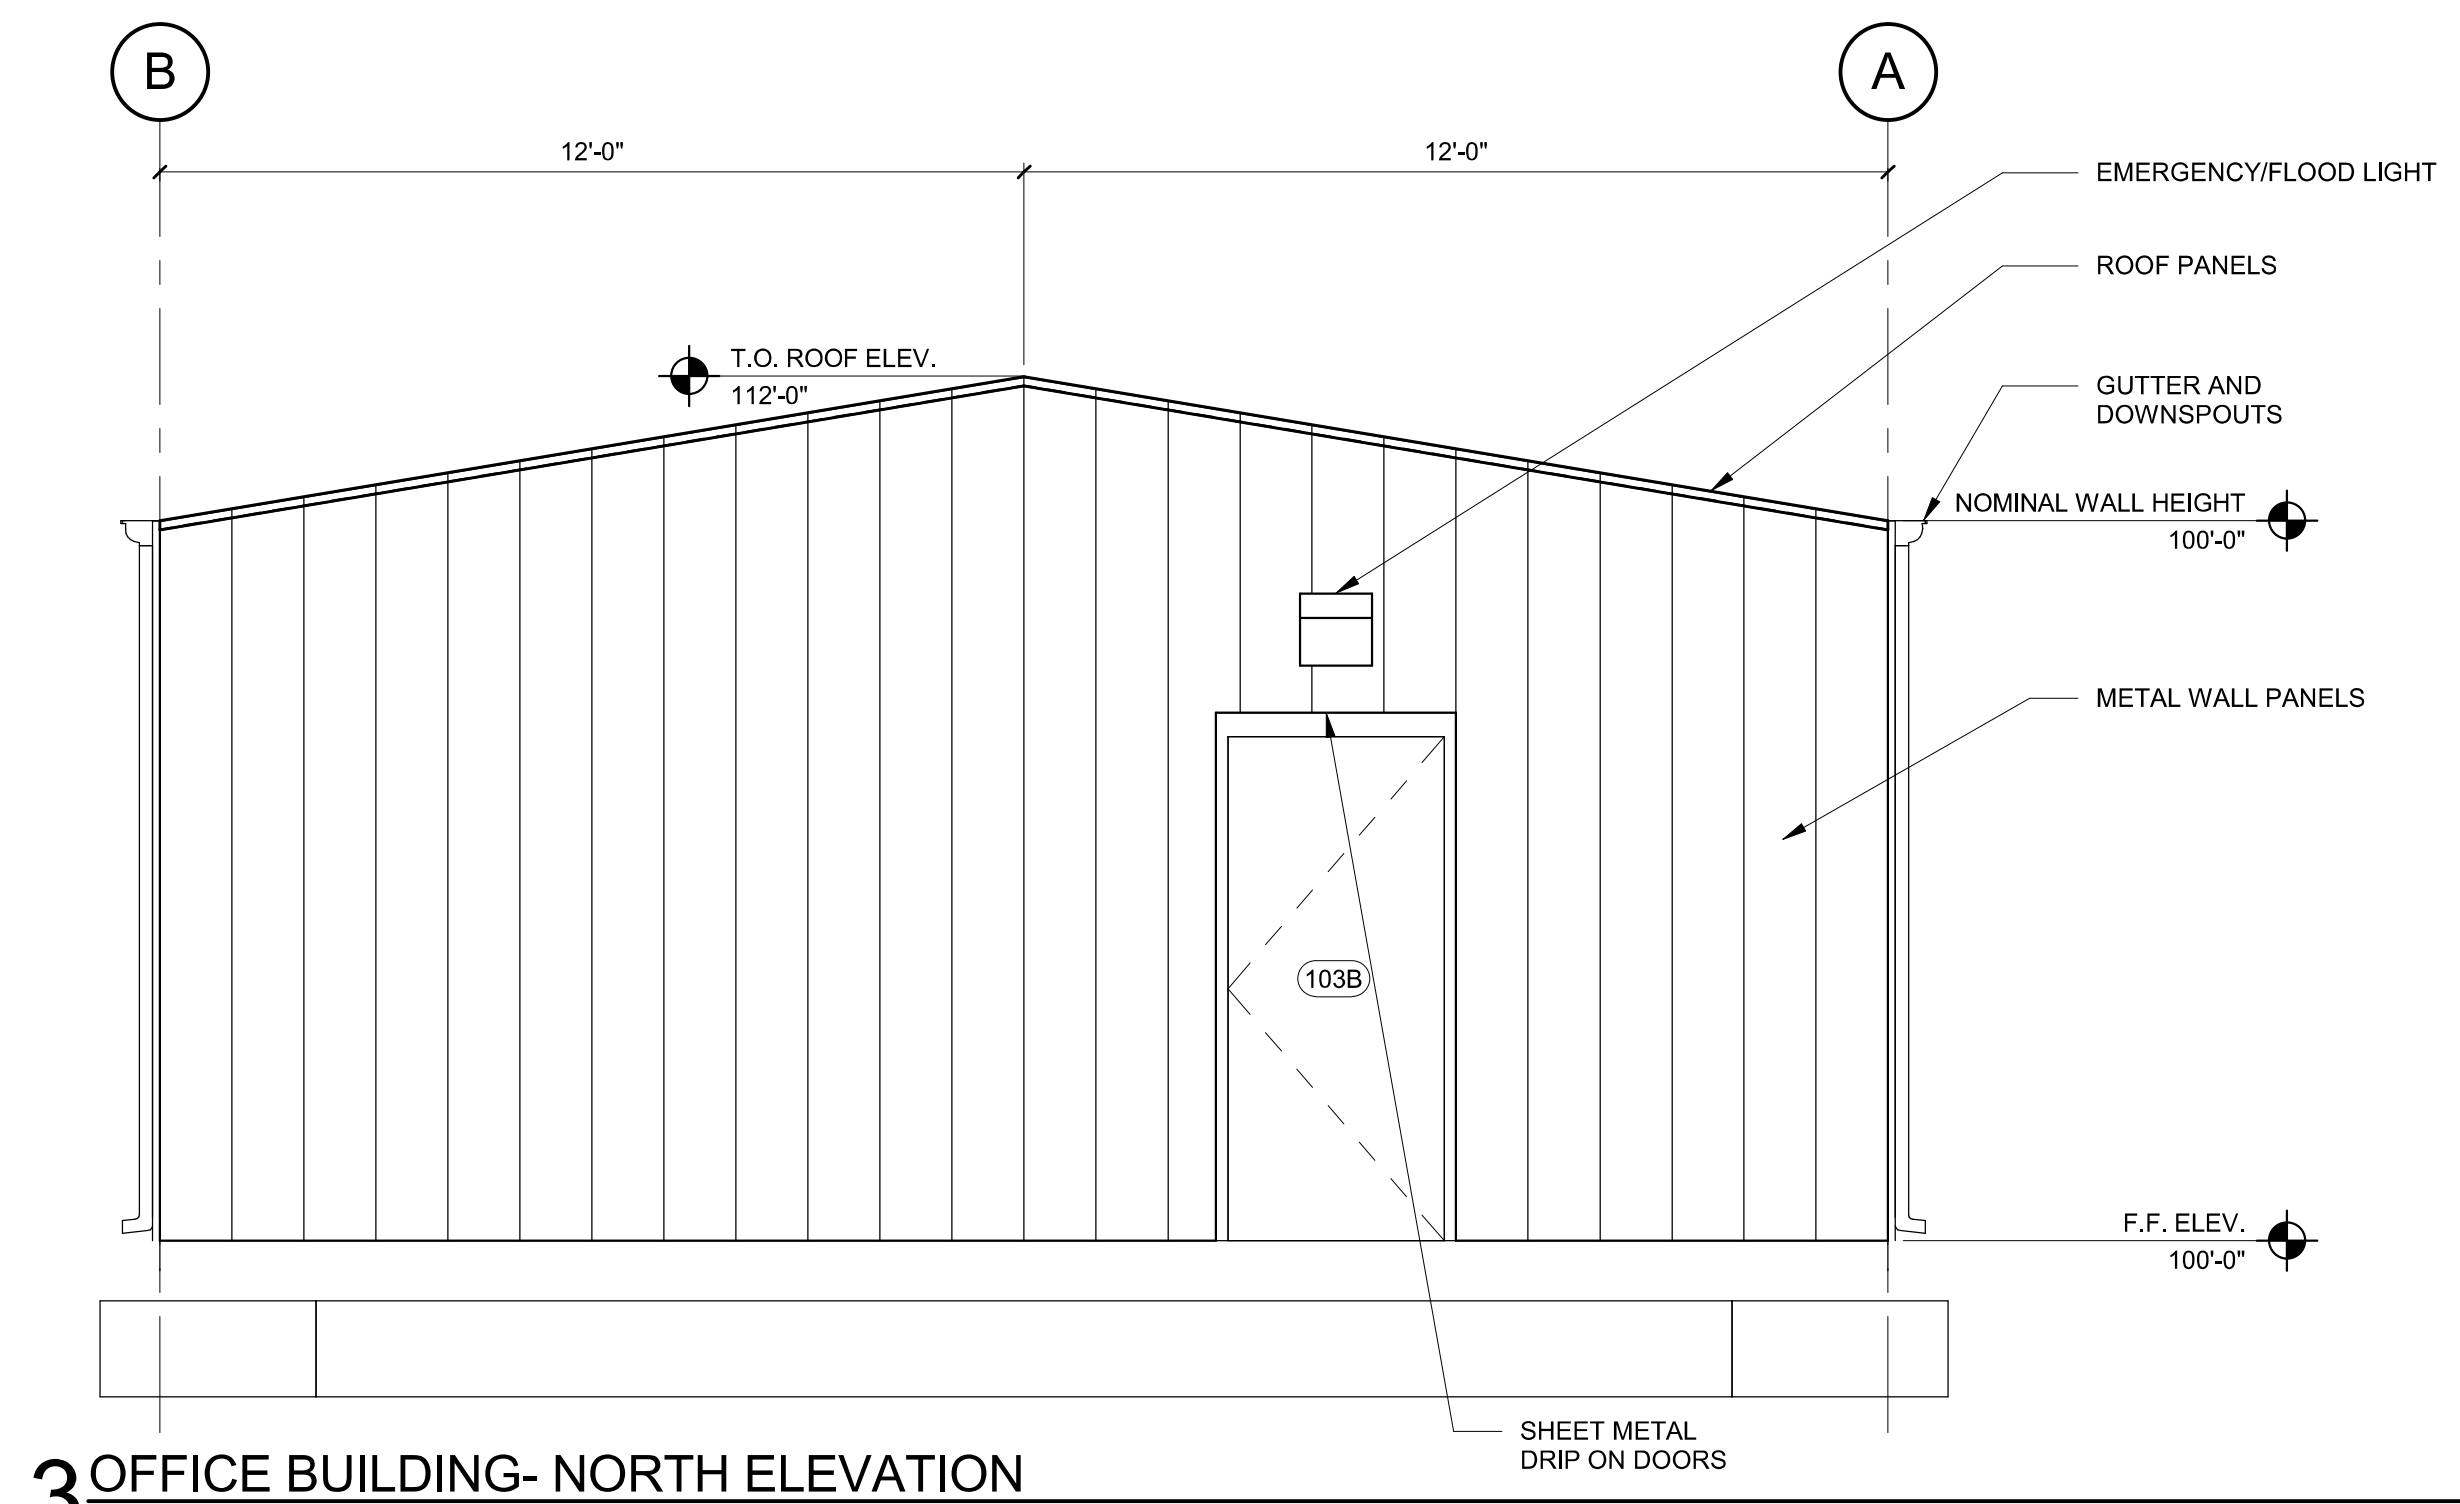 B
A
12'-0"
12'-0"
EMERGENCY/FLOOD LIGHT
ROOF PANELS
T.O. ROOF ELEV.
112'-0"
GUTTER AND
DOWNSPOUTS
NOMINAL WALL HEIGHT
100'-0"
METAL WALL PANELS
103B
F.F. ELEV.
100'-0"
SHEET METAL
DRIP ON DOORS
3 OFFICE BUILDING- NORTH ELEVATION